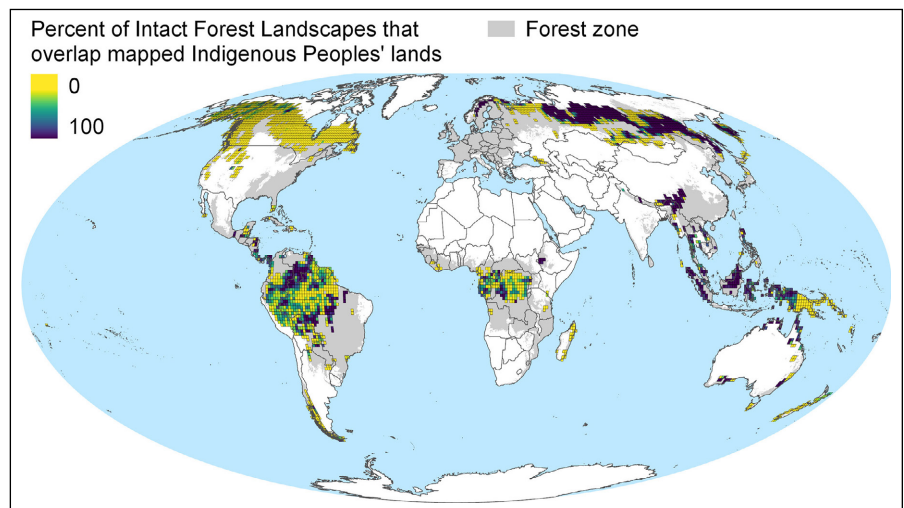 Percent of Intact Forest Landscapes that
overlap mapped Indigenous Peoples' lands
0
100
Forest zone